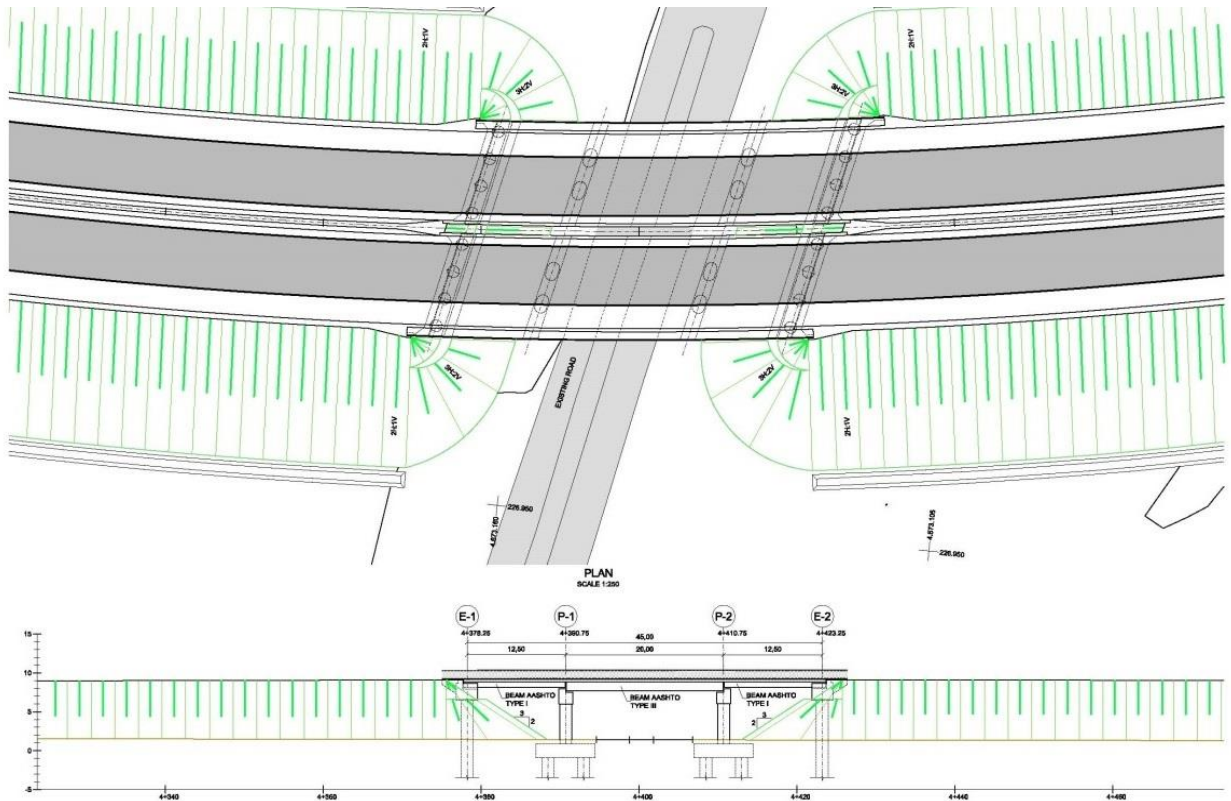 2H:1V
3H:2V
3H:2V
2H:1V
3H:2V
2H:1V
EXISTING ROAD
3H:2V
2H:1V
226.950
4.673.160
4.673.105
226.950
PLAN
SCALE 1:250
E-1
P-1
P-2
E-2
4+378.25
4+390.75
4+410.75
4+423.25
45,00
12,50
20,00
12,50
15
10
5
0
-5
BEAM AASHTO
TYPE I
BEAM AASHTO
TYPE III
BEAM AASHTO
TYPE I
3
2
3
2
4+340
4+360
4+380
4+400
4+420
4+440
4+460